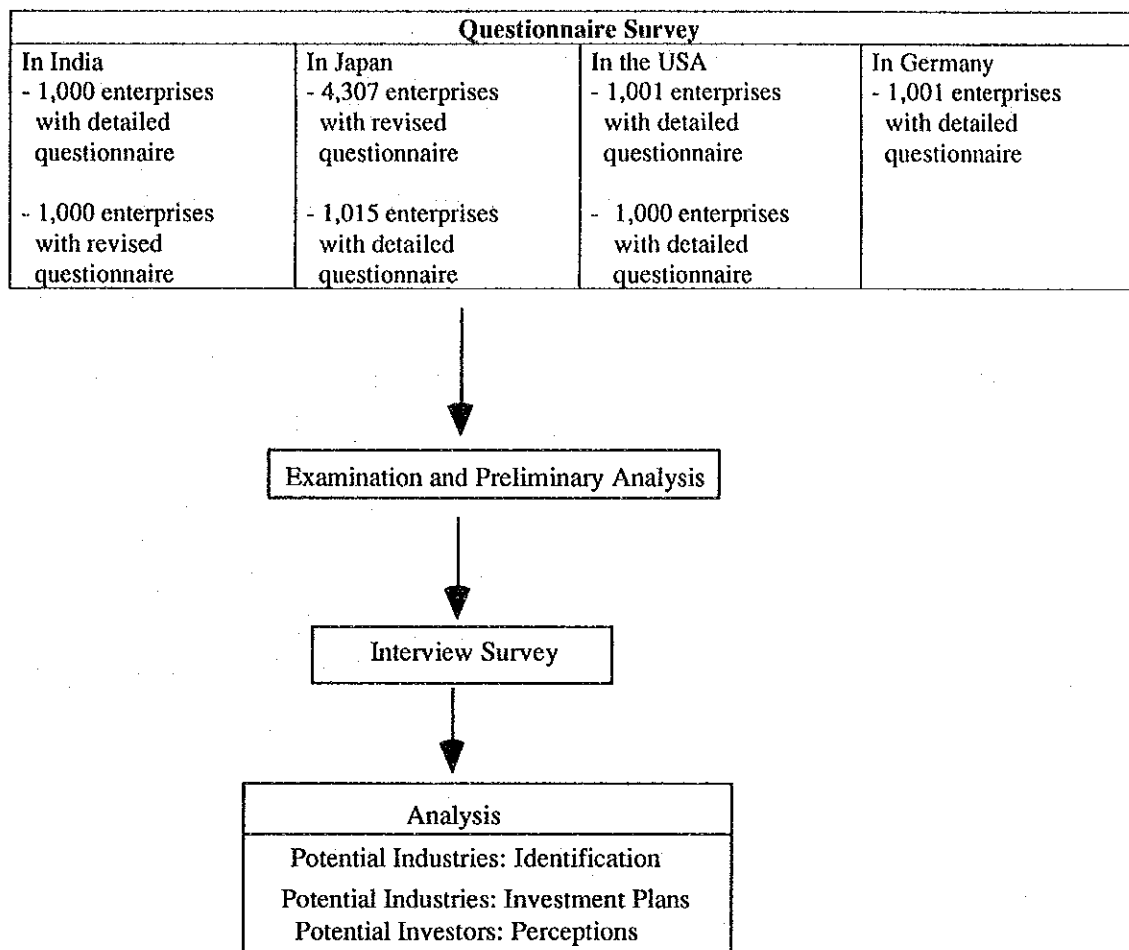 Questionnaire Survey
In India
- 1,000 enterprises
with detailed
questionnaire
- 1,000 enterprises
with revised
questionnaire
In Japan
- 4,307 enterprises
with revised
questionnaire
- 1,015 enterprises
with detailed
questionnaire
In the USA
- 1,001 enterprises
with detailed
questionnaire
- 1,000 enterprises
with detailed
questionnaire
In Germany
- 1,001 enterprises
with detailed
questionnaire
Examination and Preliminary Analysis
Interview Survey
Analysis
Potential Industries: Identification
Potential Industries: Investment Plans
Potential Investors: Perceptions